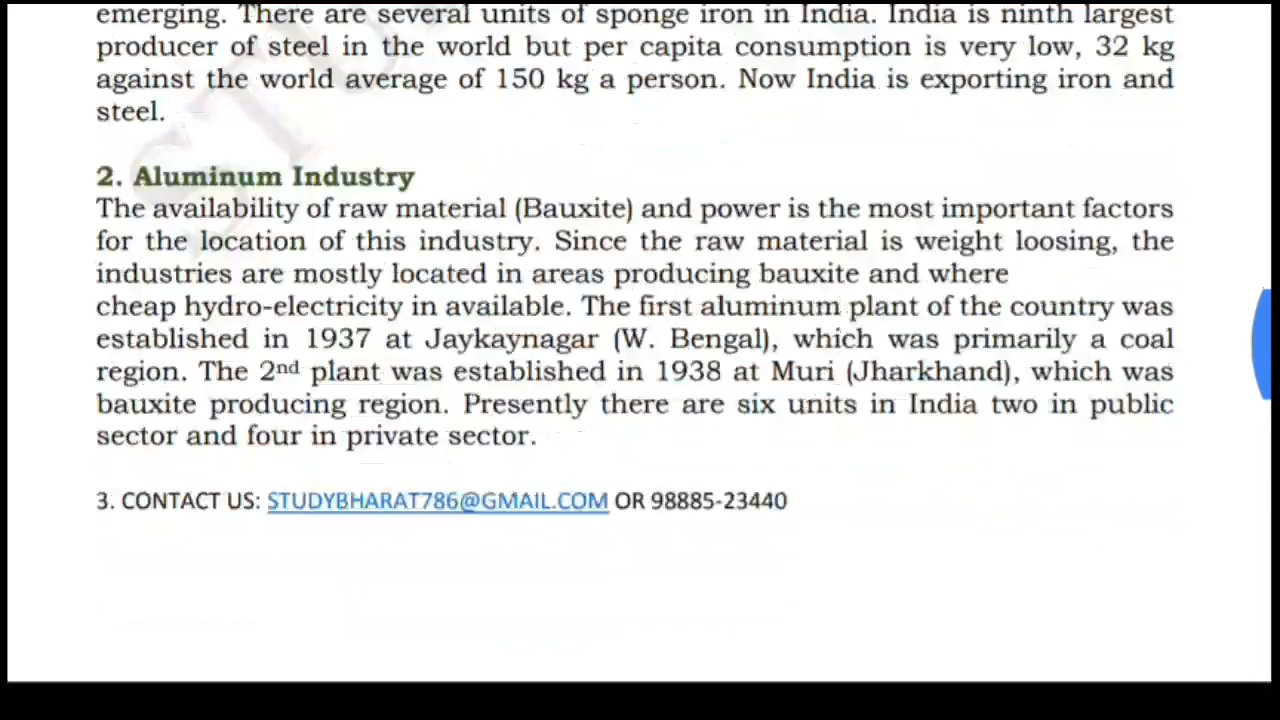 emerging. There are several units of sponge iron in India. India is ninth largest
producer of steel in the world but per capita consumption is very low, 32 kg
against the world average of 150 kg a person. Now India is exporting iron and
steel.
2. Aluminum Industry
The availability of raw material (Bauxite) and power is the most important factors
for the location of this industry. Since the raw material is weight loosing, the
industries are mostly located in areas producing bauxite and where
cheap hydro-electricity in available. The first aluminum plant of the country was
established in 1937 at Jaykaynagar (W. Bengal), which was primarily a coal
region. The 2nd plant was established in 1938 at Muri (Jharkhand), which was
bauxite producing region. Presently there are six units in India two in public
sector and four in private sector.
3. CONTACT US: STUDYBHARAT786@GMAIL.COM OR 98885-23440